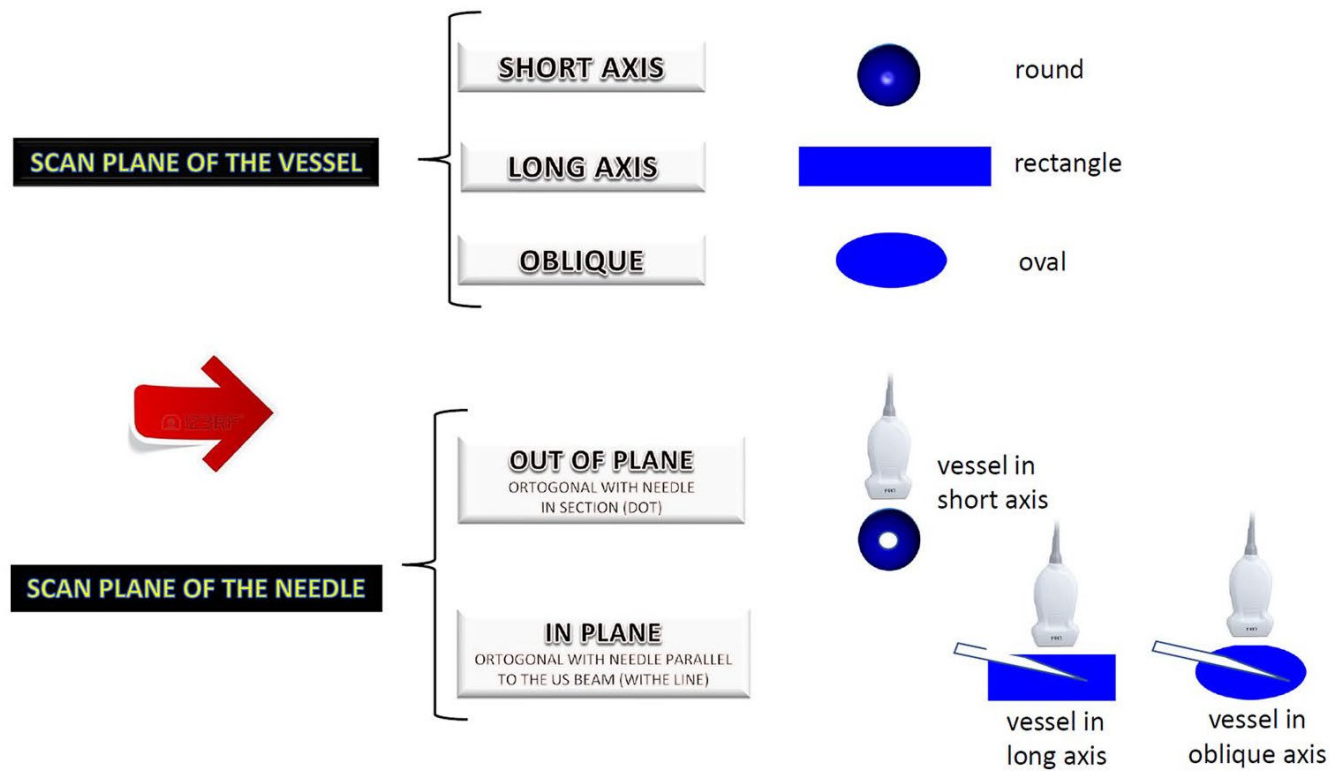 SCAN PLANE OF THE VESSEL
SHORT AXIS
round
LONG AXIS
rectangle
OBLIQUE
oval
SCAN PLANE OF THE NEEDLE
OUT OF PLANE
ORTOGONAL WITH NEEDLE
IN SECTION (DOT)
vessel in
short axis
IN PLANE
ORTOGONAL WITH NEEDLE PARALLEL
TO THE US BEAM (WITHE LINE)
vessel in
long axis
vessel in
oblique axis